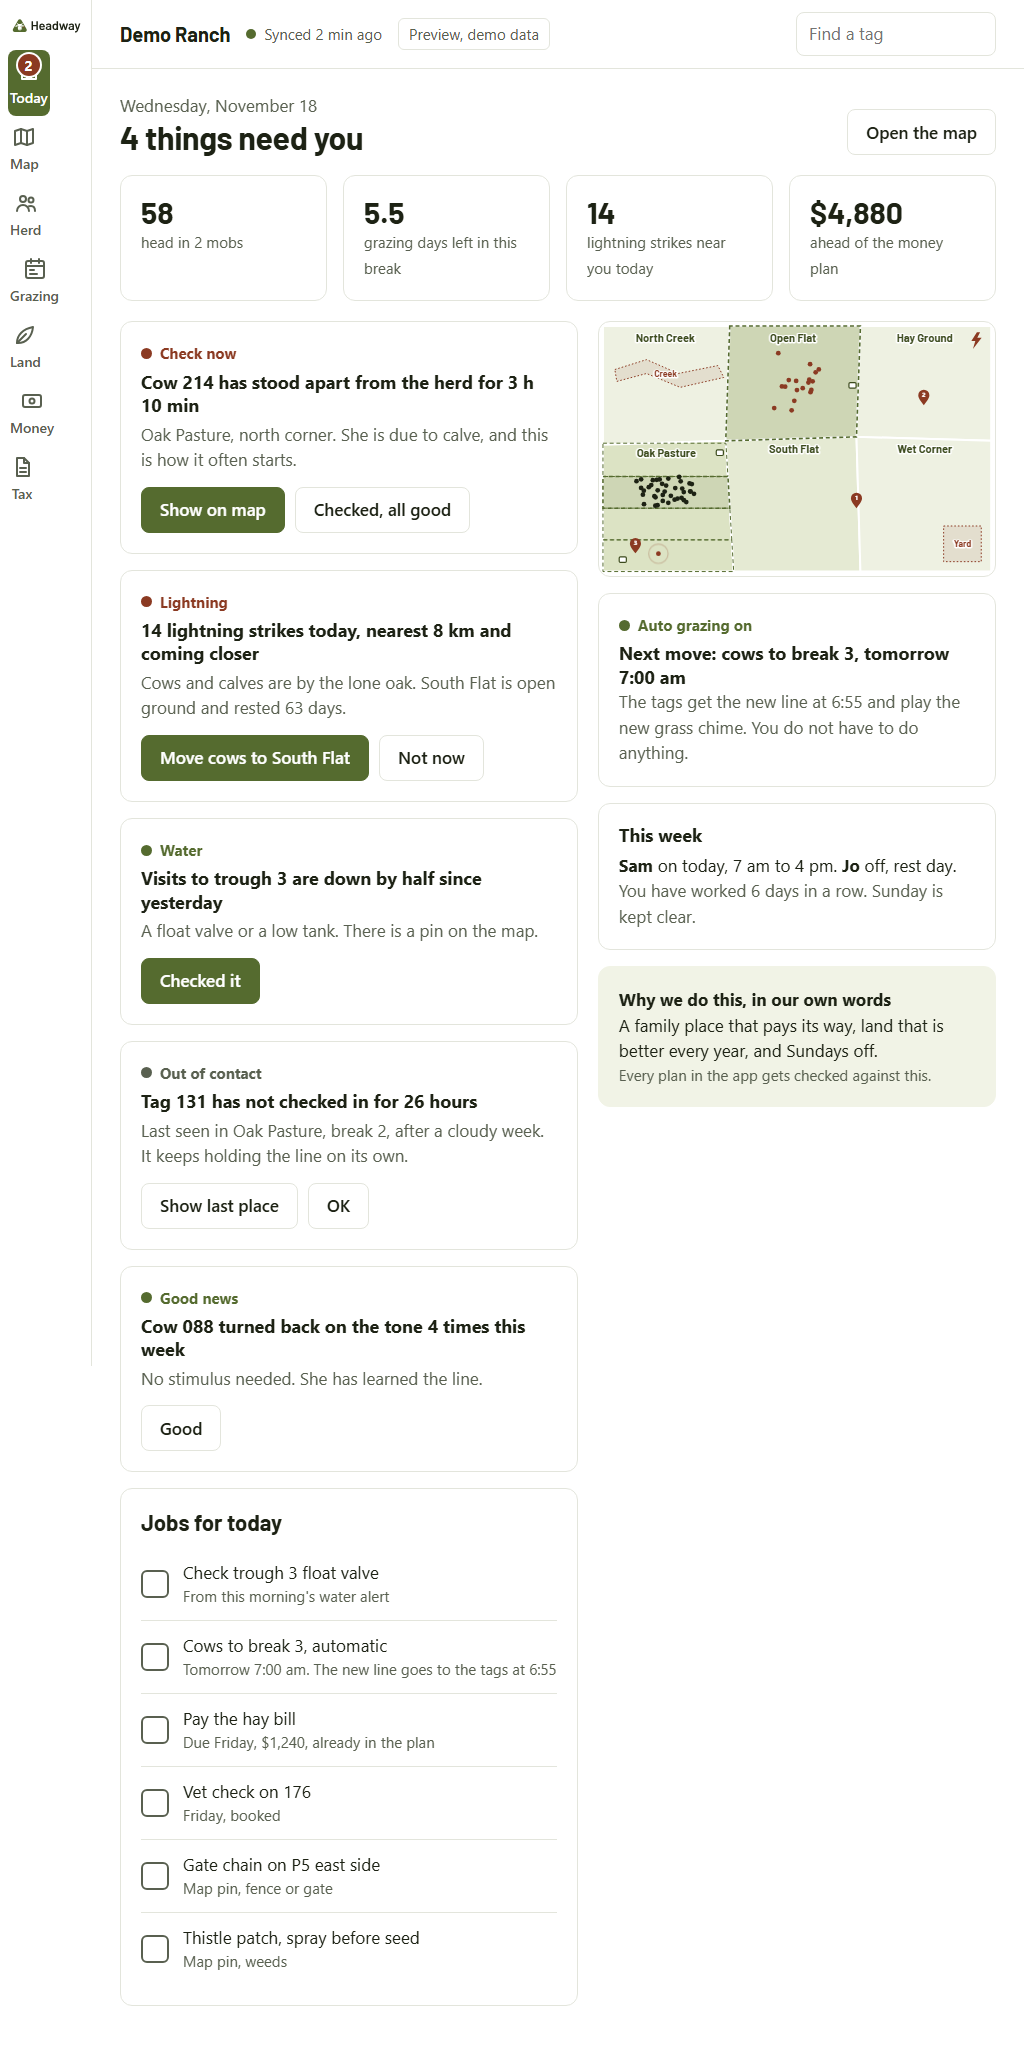 Headway
2
Today
Map
Herd
Grazing
Land
Money
Tax
Demo Ranch
Synced 2 min ago
Preview, demo data
Find a tag
Wednesday, November 18
4 things need you
Open the map
58
head in 2 mobs
5.5
grazing days left in this
break
14
lightning strikes near
you today
$4,880
ahead of the money
plan
Check now
Cow 214 has stood apart from the herd for 3 h
10 min
Oak Pasture, north corner. She is due to calve, and this
is how it often starts.
Show on map
Checked, all good
Lightning
14 lightning strikes today, nearest 8 km and
coming closer
Cows and calves are by the lone oak. South Flat is open
ground and rested 63 days.
Move cows to South Flat
Not now
Water
Visits to trough 3 are down by half since
yesterday
A float valve or a low tank. There is a pin on the map.
Checked it
Out of contact
Tag 131 has not checked in for 26 hours
Last seen in Oak Pasture, break 2, after a cloudy week.
It keeps holding the line on its own.
Show last place
OK
Good news
Cow 088 turned back on the tone 4 times this
week
No stimulus needed. She has learned the line.
Good
Jobs for today
Check trough 3 float valve
From this morning's water alert
Cows to break 3, automatic
Tomorrow 7:00 am. The new line goes to the tags at 6:55
Pay the hay bill
Due Friday, $1,240, already in the plan
Vet check on 176
Friday, booked
Gate chain on P5 east side
Map pin, fence or gate
Thistle patch, spray before seed
Map pin, weeds
North Creek
Open Flat
Hay Ground
Creek
2
Oak Pasture
South Flat
Wet Corner
1
3
Yard
Auto grazing on
Next move: cows to break 3, tomorrow
7:00 am
The tags get the new line at 6:55 and play the
new grass chime. You do not have to do
anything.
This week
Sam on today, 7 am to 4 pm. Jo off, rest day.
You have worked 6 days in a row. Sunday is
kept clear.
Why we do this, in our own words
A family place that pays its way, land that is
better every year, and Sundays off.
Every plan in the app gets checked against this.